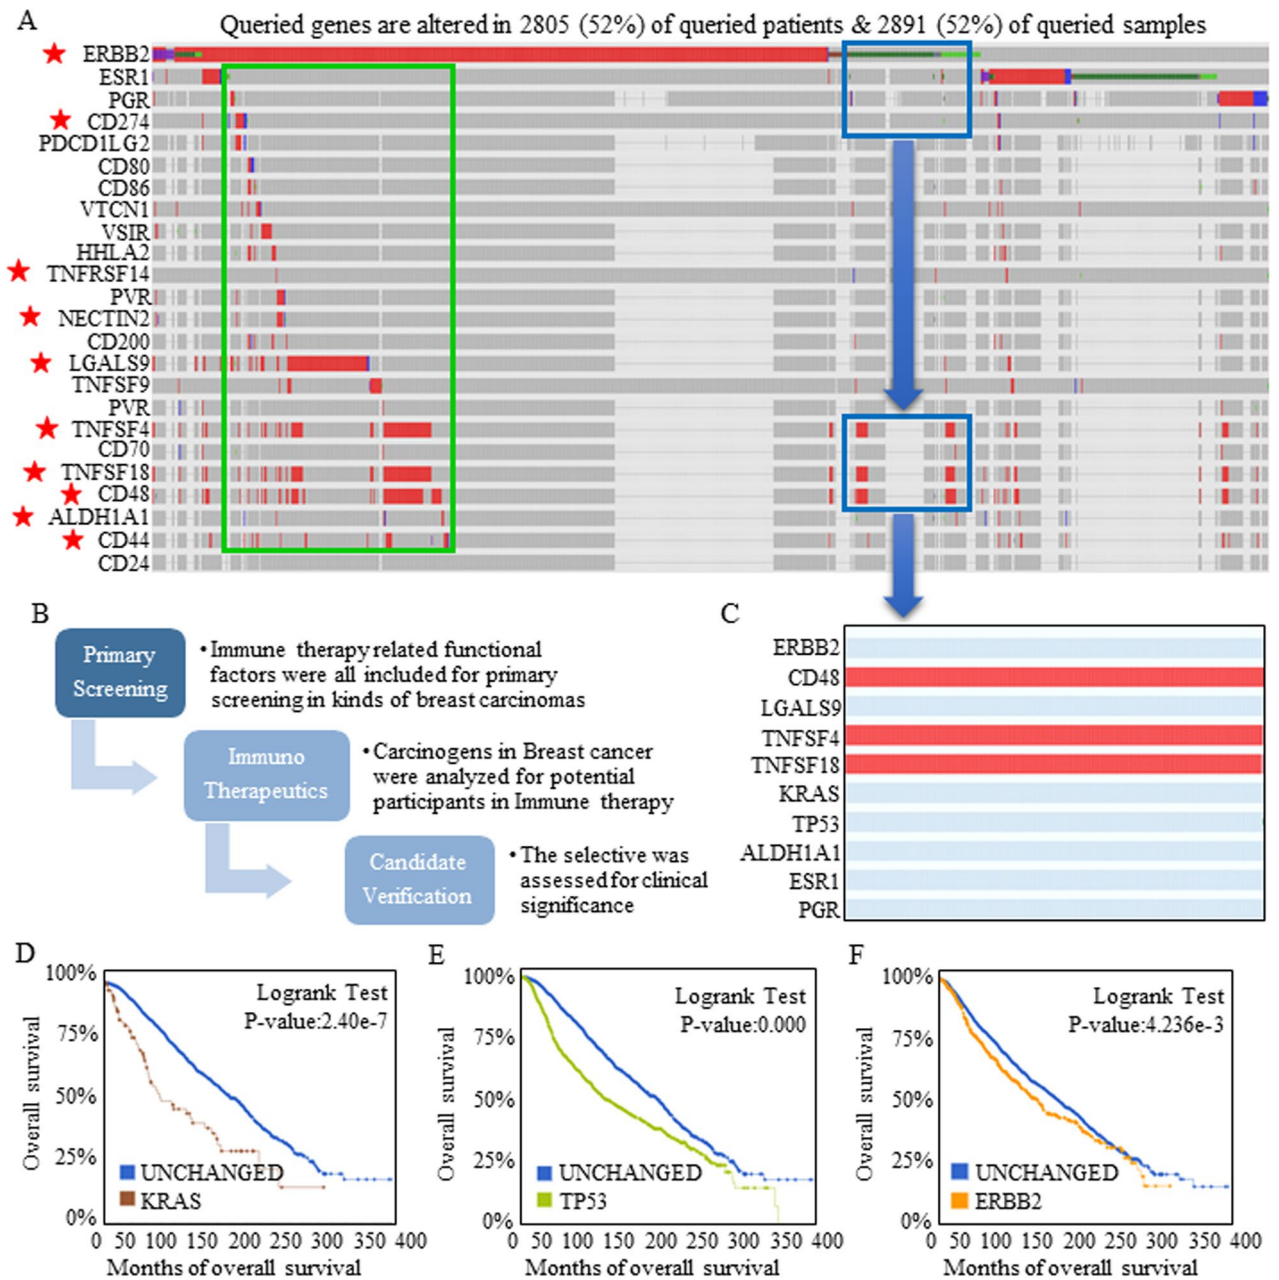 A
Queried genes are altered in 2805 (52%) of queried patients & 2891 (52%) of queried samples
ERBB2
ESR1
PGR
CD274
PDCD1LG2
CD80
CD86
VTCN1
VSIR
HHLA2
TNFRSF14
PVR
NECTIN2
CD200
LGALS9
TNFSF9
PVR
TNFSF4
CD70
TNFSF18
CD48
ALDH1A1
CD44
CD24
B
Primary
Screening
•Immune therapy related functional
factors were all included for primary
screening in kinds of breast carcinomas
Immuno
Therapeutics
•Carcinogens in Breast cancer
were analyzed for potential
participants in Immune therapy
Candidate
Verification
•The selective was
assessed for clinical
significance
C
ERBB2
CD48
LGALS9
TNFSF4
TNFSF18
KRAS
TP53
ALDH1A1
ESR1
PGR
D
Overall survival
100%
75%
50%
25%
0%
Logrank Test
P-value:2.40e-7
UNCHANGED
KRAS
0 50 100 150 200 250 300 350 400
Months of overall survival
E
Overall survival
100%
75%
50%
25%
0%
Logrank Test
P-value:0.000
UNCHANGED
TP53
0 50 100 150 200 250 300 350 400
Months of overall survival
F
Overall survival
100%
75%
50%
25%
0%
Logrank Test
P-value:4.236e-3
UNCHANGED
ERBB2
0 50 100 150 200 250 300 350 400
Months of overall survival